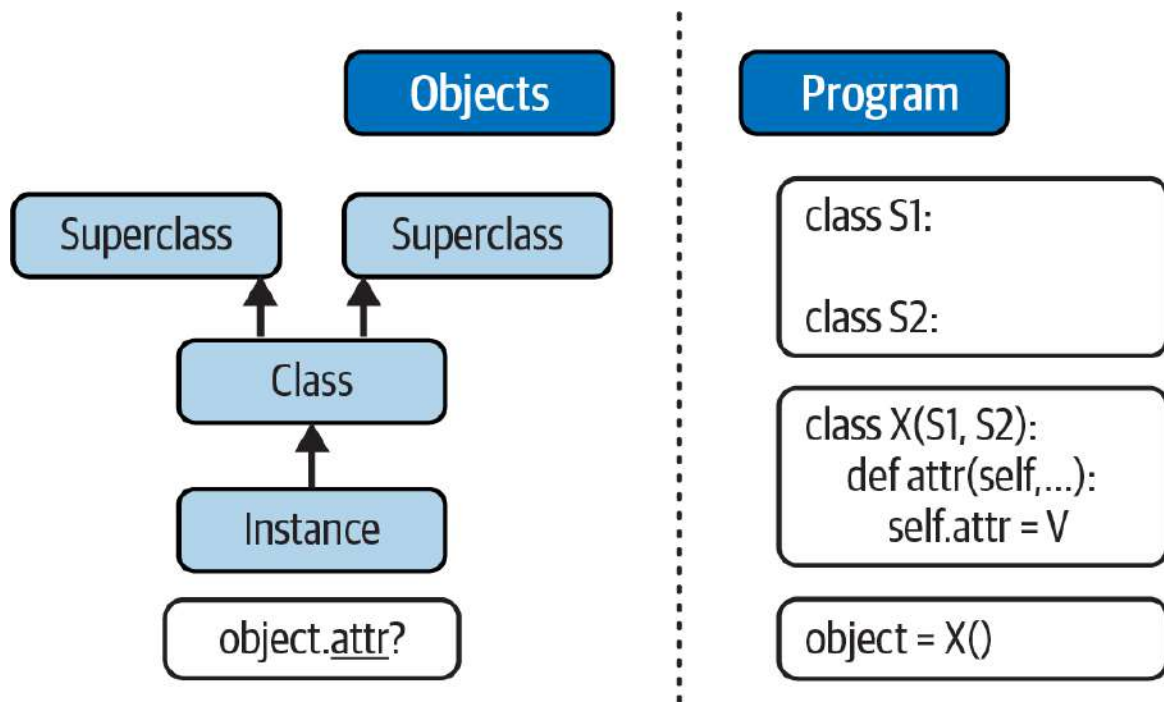 Objects
Program
Superclass
Superclass
Class
Instance
object.attr?
class S1:
class S2:
class X(S1, S2):
def attr(self,...):
self.attr = V
object = X()